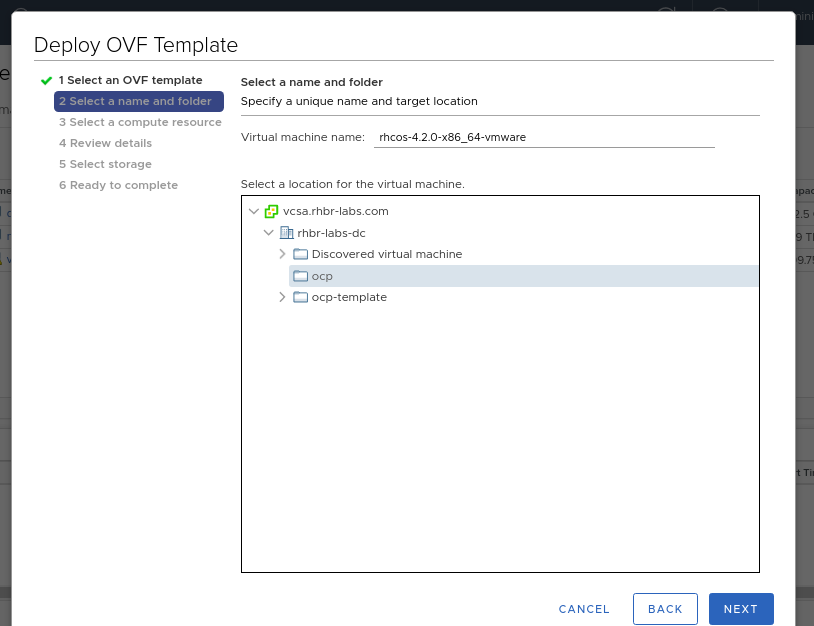 Deploy OVF Template
1 Select an OVF template
2 Select a name and folder
3 Select a compute resource
4 Review details
5 Select storage
6 Ready to complete
Select a name and folder
Specify a unique name and target location
Virtual machine name: rhcos-4.2.0-x86_64-vmware
Select a location for the virtual machine.
vcsa.rhbr-labs.com
rhbr-labs-dc
Discovered virtual machine
ocp
ocp-template
CANCEL
BACK
NEXT